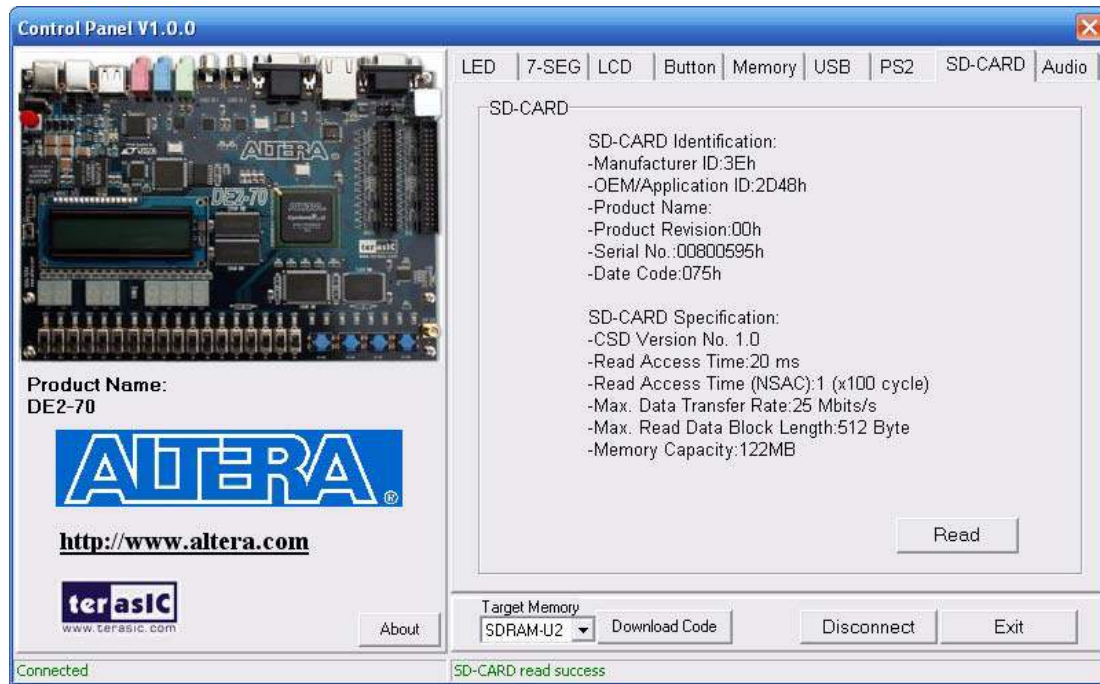 Control Panel V1.0.0
LED 7-SEG LCD Button Memory USB PS2 SD-CARD Audio
SD-CARD
SD-CARD Identification:
-Manufacturer ID:3Eh
-OEM/Application ID:2D48h
-Product Name:
-Product Revision:00h
-Serial No.:00800595h
-Date Code:075h
SD-CARD Specification:
-CSD Version No. 1.0
-Read Access Time:20 ms
-Read Access Time (NSAC):1 (x100 cycle)
-Max. Data Transfer Rate:25 Mbits/s
-Max. Read Data Block Length:512 Byte
-Memory Capacity:122MB
Read
ALTERA
DE2-70
terasIC
Product Name:
DE2-70
ALTERA®
http://www.altera.com
terasIC
www.terasic.com
About
Target Memory
SDRAM-U2 Download Code Disconnect Exit
Connected
SD-CARD read success